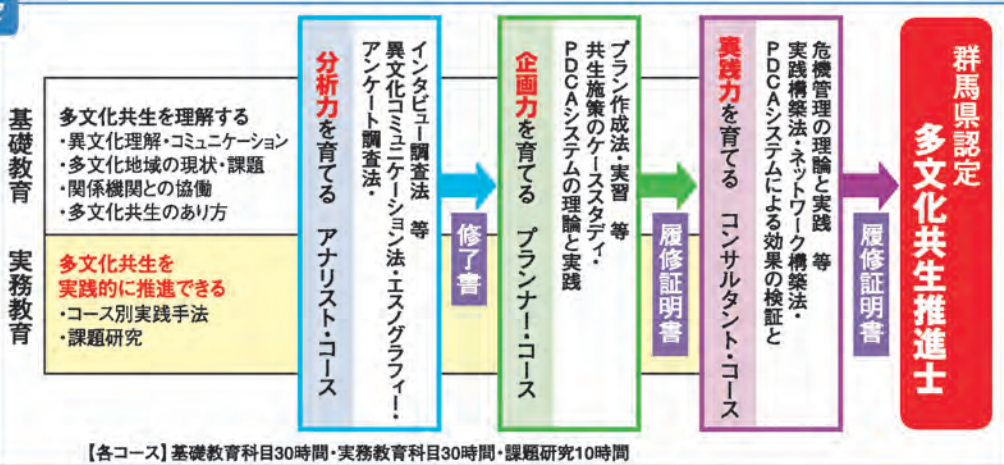 基礎教育
多文化共生を理解する
・異文化理解・コミュニケーション
・多文化地域の現状・課題
・関係機関との協働
・多文化共生のあり方
実務教育
多文化共生を
実践的に推進できる
・コース別実践手法
・課題研究
分析力を育てる アナリスト・コース
アンケート調査法・
異文化コミュニケーション法・エスノグラフィー・
インタビュー調査法 等
修了書
企画力を育てる プランナー・コース
PDCAシステムの理論と実践
共生施策のケーススタディ・
プラン作成法・実習 等
履修証明書
実践力を育てる コンサルタント・コース
PDCAシステムによる効果の検証と
実践構築法・ネットワーク構築法・
危機管理の理論と実践 等
履修証明書
群馬県認定
多文化共生推進士
【各コース】基礎教育科目30時間・実務教育科目30時間・課題研究10時間